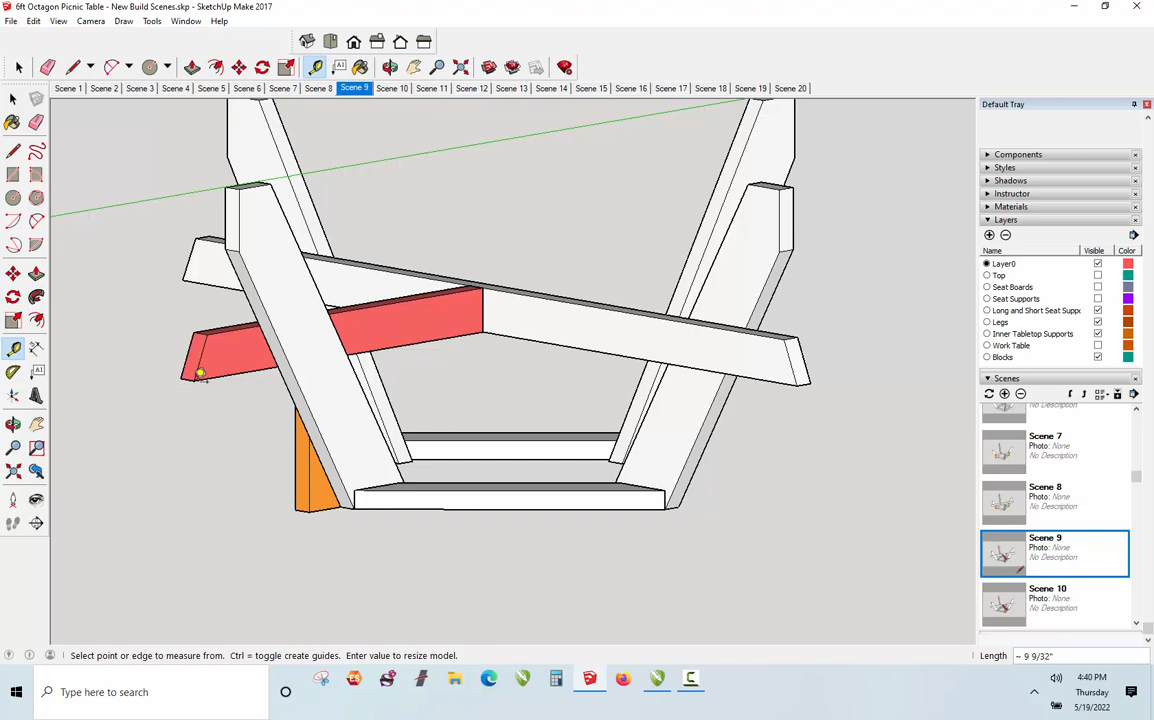 6ft Octagon Picnic Table - New Build Scenes.skp - SketchUp Make 2017
File Edit View Camera Draw Tools Window Help
Scene 1 Scene 2 Scene 3 Scene 4 Scene 5 Scene 6 Scene 7 Scene 8 Scene 9 Scene 10 Scene 11 Scene 12 Scene 13 Scene 14 Scene 15 Scene 16 Scene 17 Scene 18 Scene 19 Scene 20
Default Tray
Components
Styles
Shadows
Instructor
Materials
Layers
Name Visible Color
Layer0
Top
Seat Boards
Seat Supports
Long and Short Seat Suppo
Legs
Inner Tabletop Supports
Work Table
Blocks
Scenes
No Description
Scene 7
Photo: None
No Description
Scene 8
Photo: None
No Description
Scene 9
Photo: None
No Description
Scene 10
Photo: None
No Description
Select point or edge to measure from. Ctrl = toggle create guides. Enter value to resize model.
Length ~ 9 9/32"
Type here to search
4:40 PM
Thursday
5/19/2022